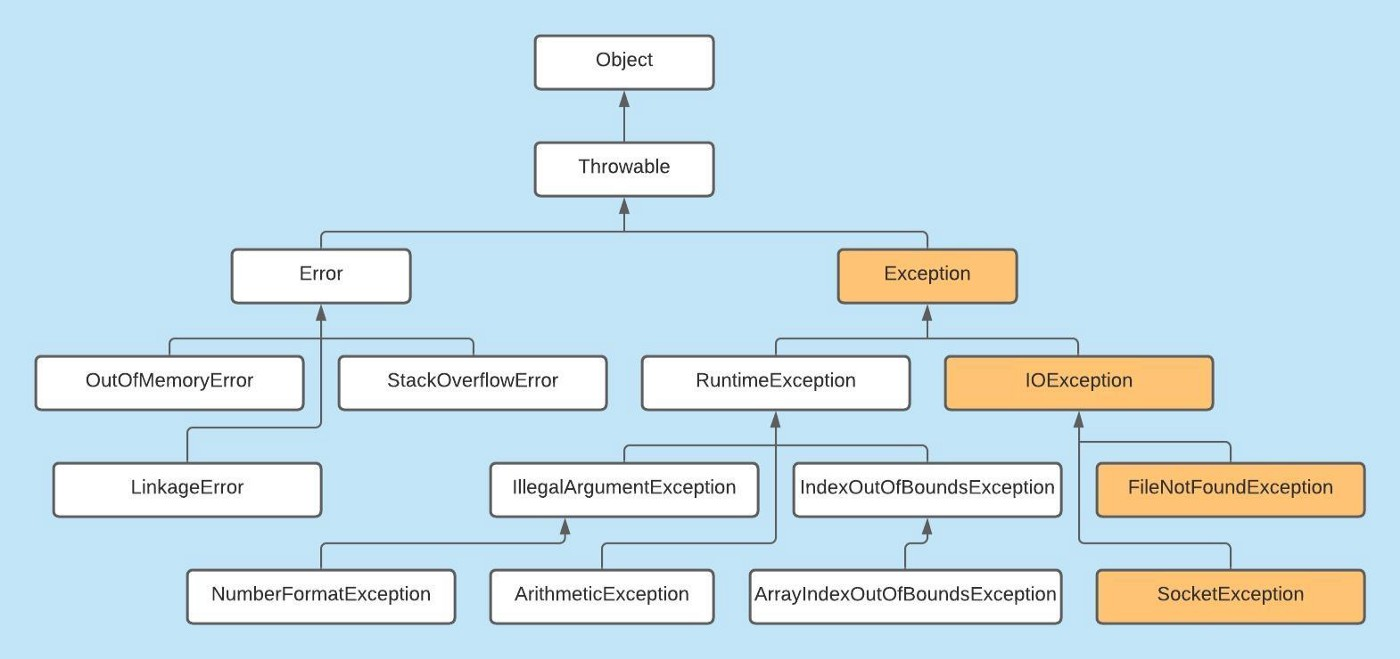 Object
Throwable
Error
Exception
OutOfMemoryError
StackOverflowError
RuntimeException
IOException
LinkageError
IllegalArgumentException
IndexOutOfBoundsException
FileNotFoundException
NumberFormatException
ArithmeticException
ArrayIndexOutOfBoundsException
SocketException